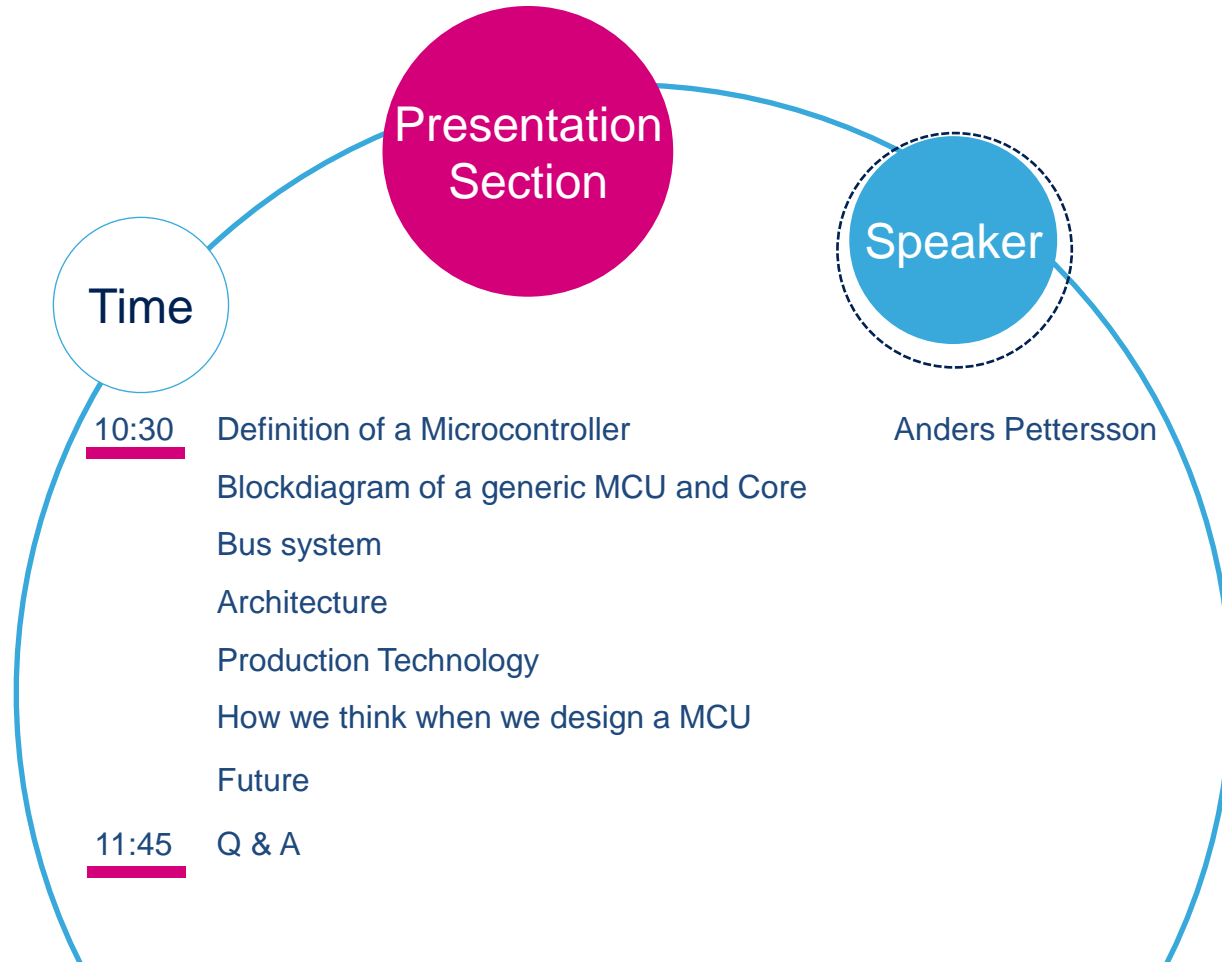 Presentation
Section
Speaker
Time
10:30 Definition of a Microcontroller Anders Pettersson
Blockdiagram of a generic MCU and Core
Bus system
Architecture
Production Technology
How we think when we design a MCU
Future
11:45 Q & A